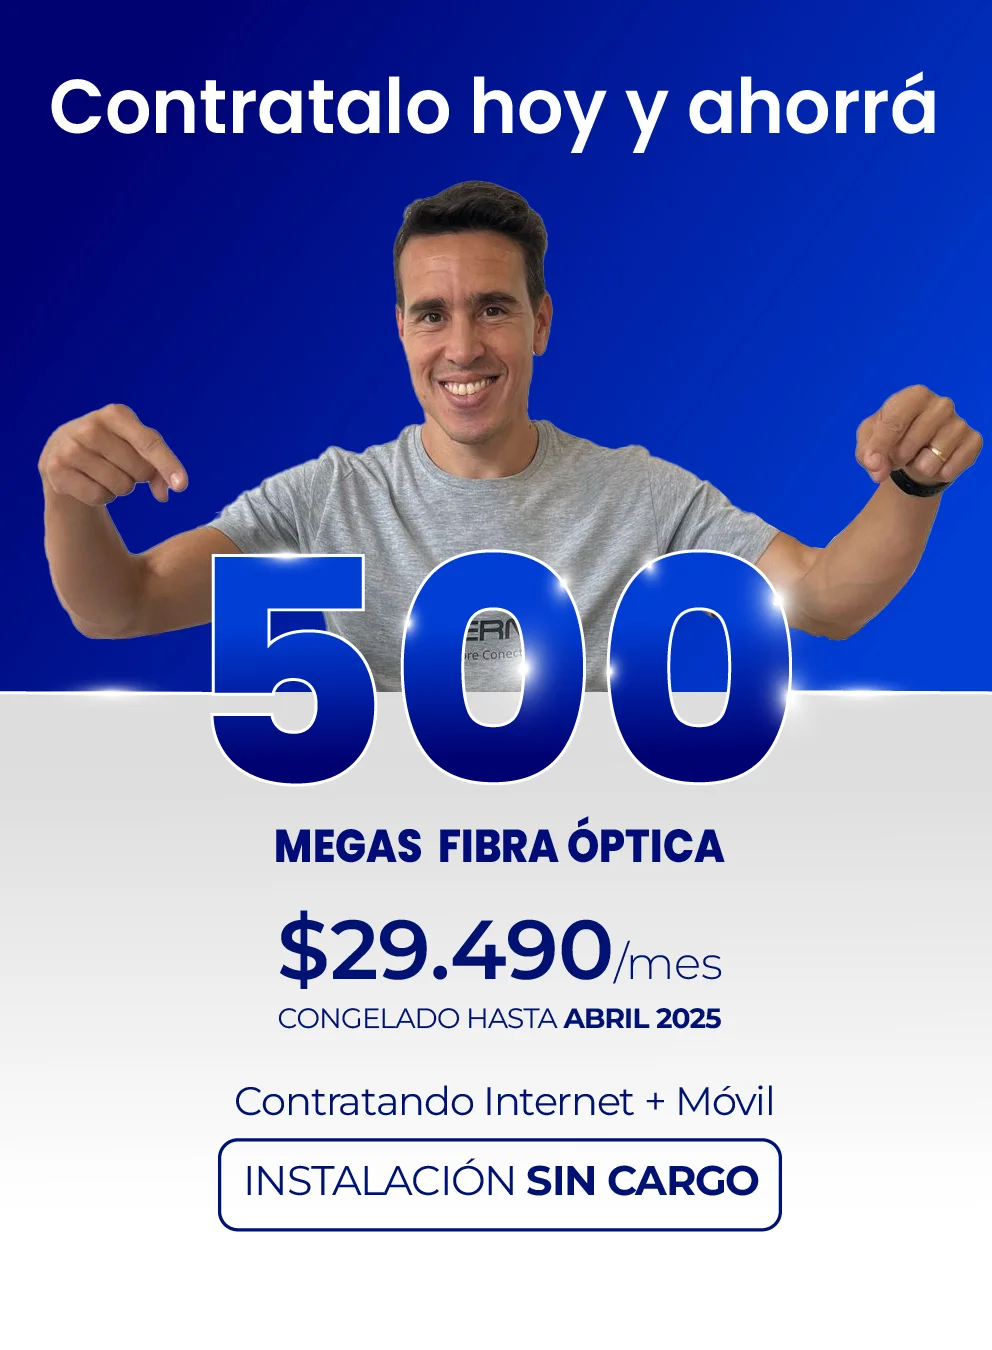 Contratalo hoy y ahorrá
500
MEGAS FIBRA ÓPTICA
$29.490/mes
CONGELADO HASTA ABRIL 2025
Contratando Internet + Móvil
INSTALACIÓN SIN CARGO